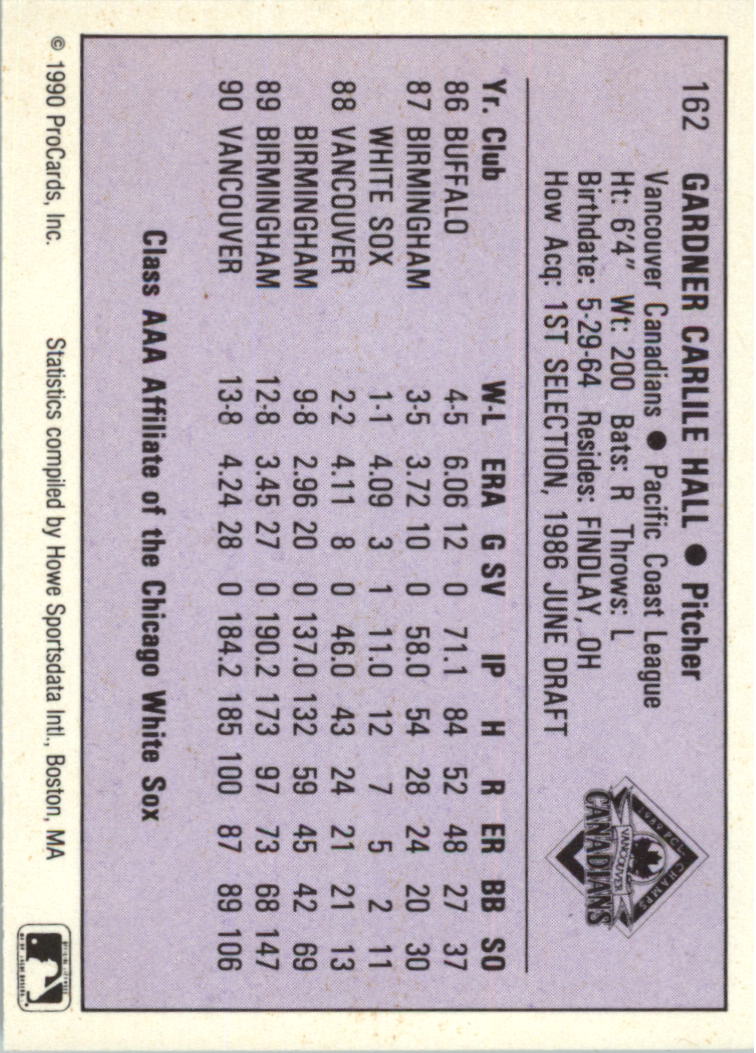 162 GARDNER CARLILE HALL ● Pitcher
Vancouver Canadians ● Pacific Coast League
Ht: 6'4" Wt: 200 Bats: R Throws: L
Birthdate: 5-29-64 Resides: FINDLAY, OH
How Acq: 1ST SELECTION, 1986 JUNE DRAFT
1989 PCL CHAMPS
VANCOUVER
CANADIANS
Yr. Club W-L ERA G SV IP H R ER BB SO
86 BUFFALO 4-5 6.06 12 0 71.1 84 52 48 27 37
87 BIRMINGHAM 3-5 3.72 10 0 58.0 54 28 24 20 30
WHITE SOX 1-1 4.09 3 1 11.0 12 7 5 2 11
88 VANCOUVER 2-2 4.11 8 0 46.0 43 24 21 21 13
BIRMINGHAM 9-8 2.96 20 0 137.0 132 59 45 42 69
89 BIRMINGHAM 12-8 3.45 27 0 190.2 173 97 73 68 147
90 VANCOUVER 13-8 4.24 28 0 184.2 185 100 87 89 106
Class AAA Affiliate of the Chicago White Sox
© 1990 ProCards, Inc. Statistics compiled by Howe Sportsdata Intl., Boston, MA